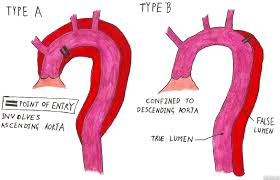 TYPE A
POINT OF ENTRY
INVOLVES
ASCENDING AORTA
TYPE B
CONFINED TO
DESCENDING AORTA
TRUE LUMEN
FALSE
LUMEN